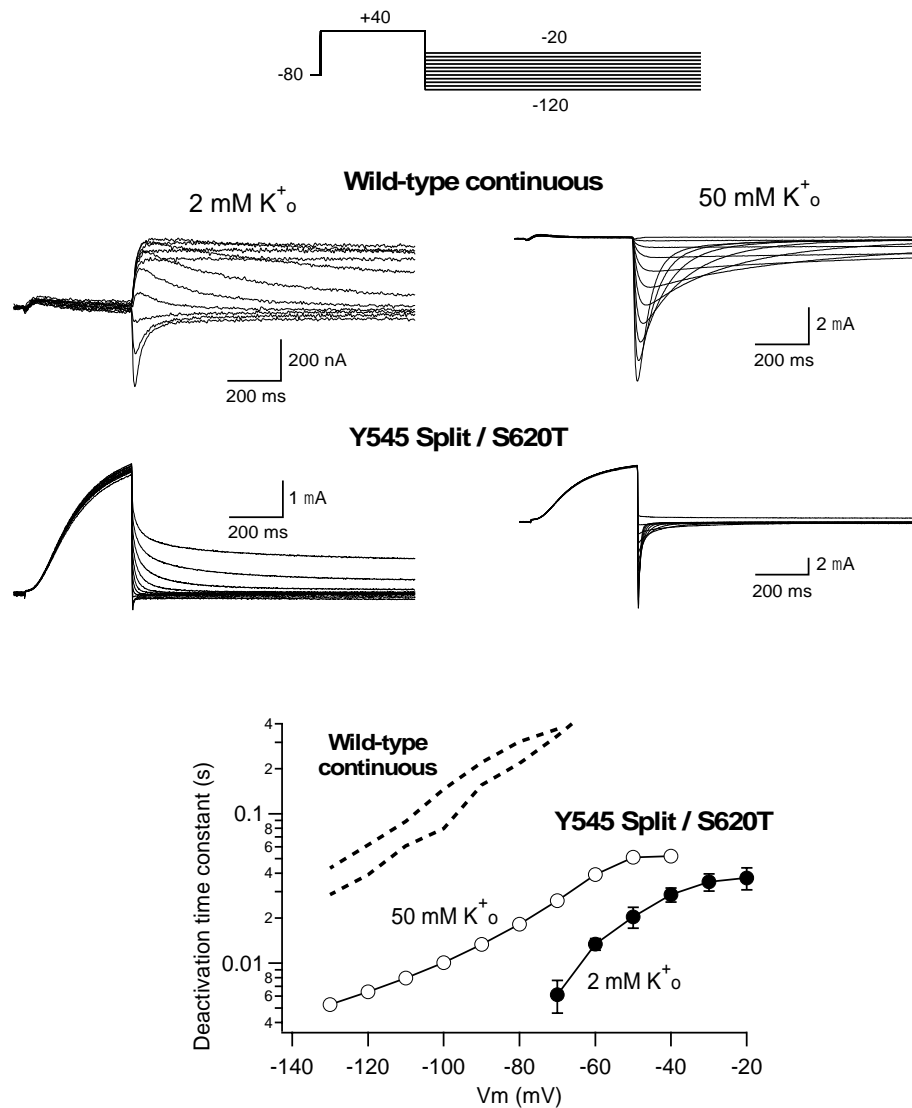 +40
-20
-80
-120
Wild-type continuous
2 mM K+o
50 mM K+o
200 nA
200 ms
2 mA
200 ms
Y545 Split / S620T
1 mA
200 ms
2 mA
200 ms
Deactivation time constant (s)
4
2
0.1
8
6
4
2
0.01
8
6
4
Wild-type
continuous
Y545 Split / S620T
50 mM K+o
2 mM K+o
-140
-120
-100
-80
-60
-40
-20
Vm (mV)